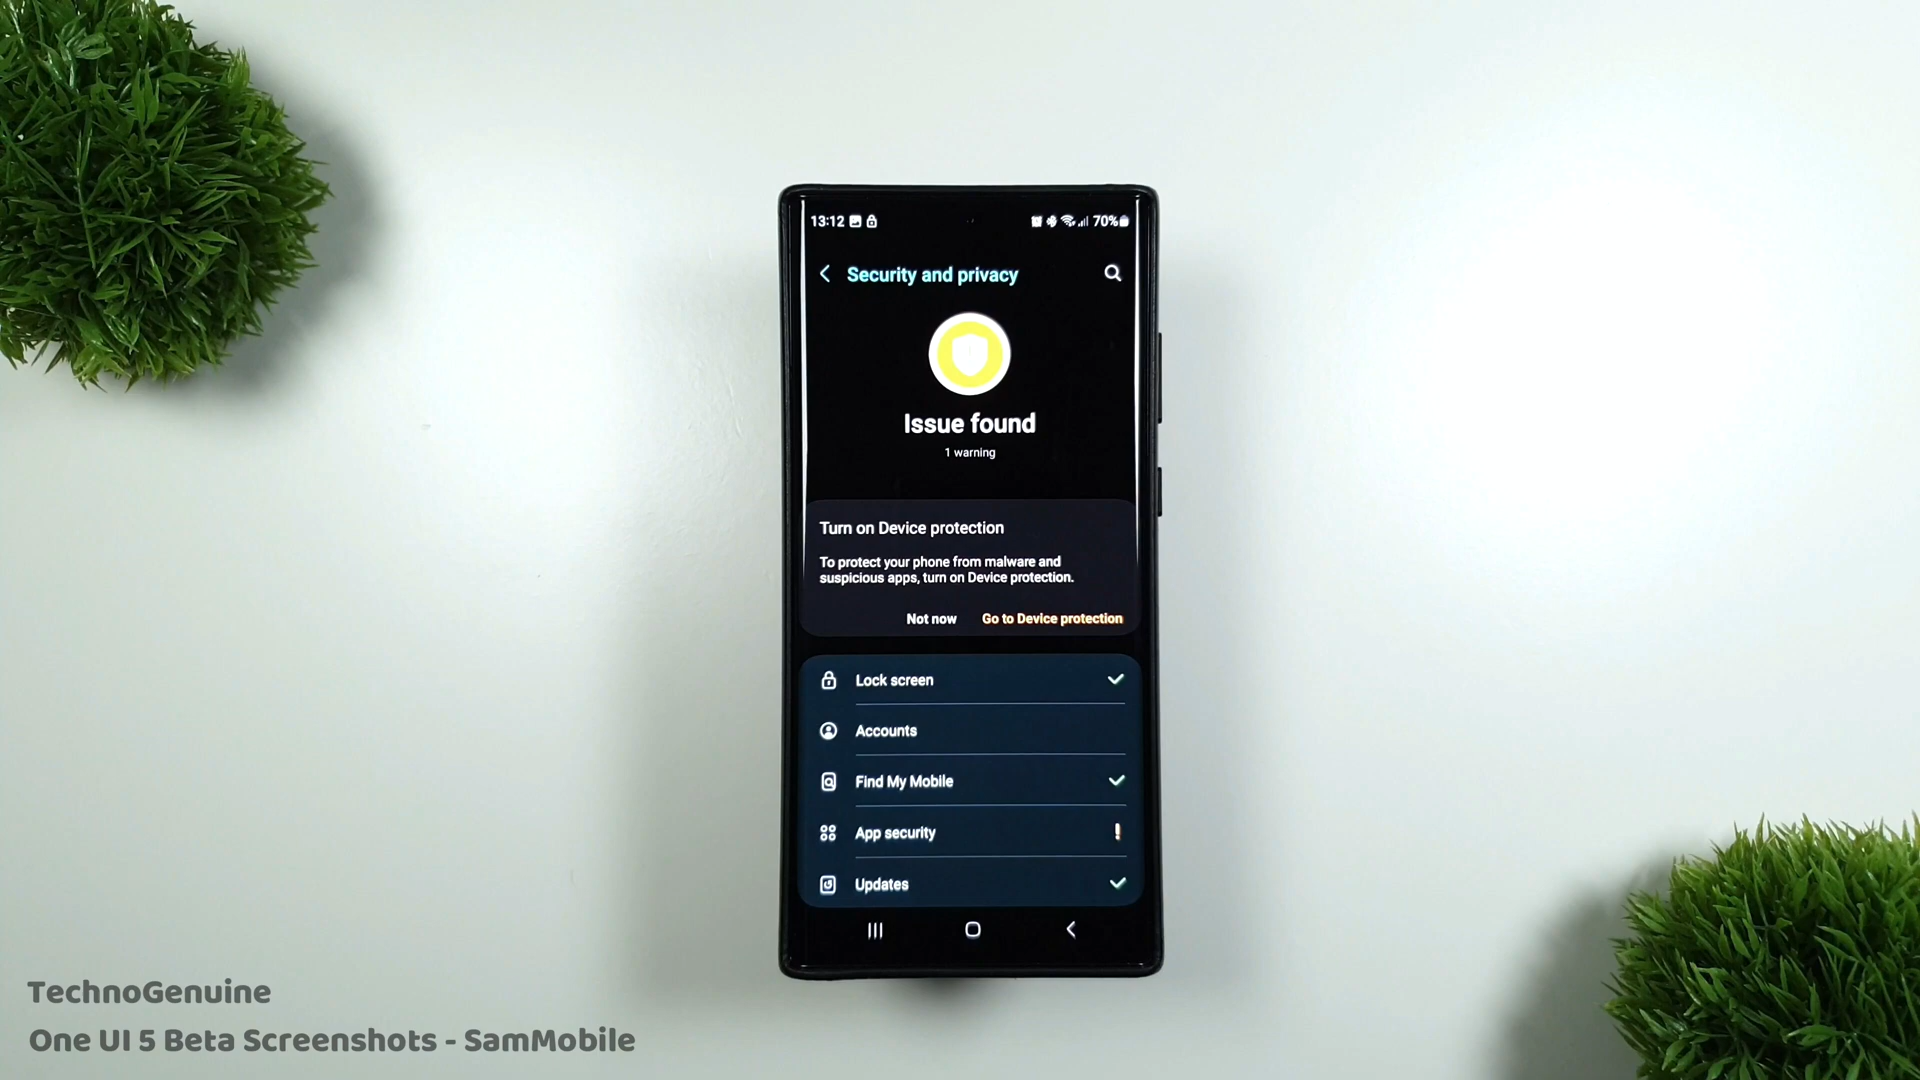 13:12
70%
Security and privacy
Issue found
1 warning
Turn on Device protection
To protect your phone from malware and
suspicious apps, turn on Device protection.
Not now
Go to Device protection
Lock screen
Accounts
Find My Mobile
App security
Updates
TechnoGenuine
One UI 5 Beta Screenshots - SamMobile